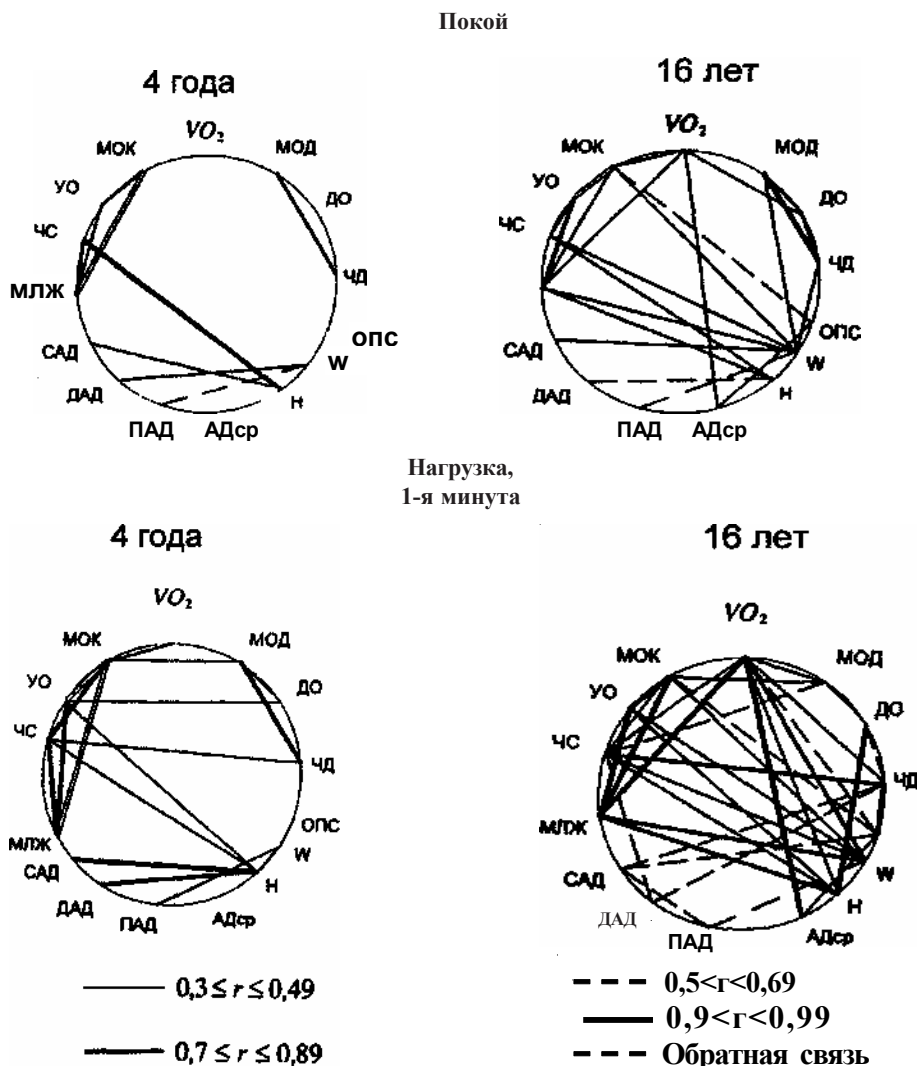 Покой
4 года
16 лет
VO₂
МОК
МОД
УО
ДО
ЧС
ЧД
МЛЖ
ОПС
САД
W
ДАД
Н
ПАД
АДср
VO₂
МОК
МОД
УО
ДО
ЧС
ЧД
ОПС
W
Н
САД
ДАД
ПАД
АДср
Нагрузка,
1-я минута
4 года
16 лет
VO₂
МОК
МОД
УО
ДО
ЧС
ЧД
ОПС
МЛЖ
W
САД
Н
ДАД
ПАД
АДср
VO₂
МОК
МОД
УО
ДО
ЧС
ЧД
МЛЖ
W
САД
Н
ДАД
АДср
ПАД
0,3 ≤ r ≤ 0,49
0,5<г<0,69
0,9<г<0,99
0,7 ≤ r ≤ 0,89
Обратная связь